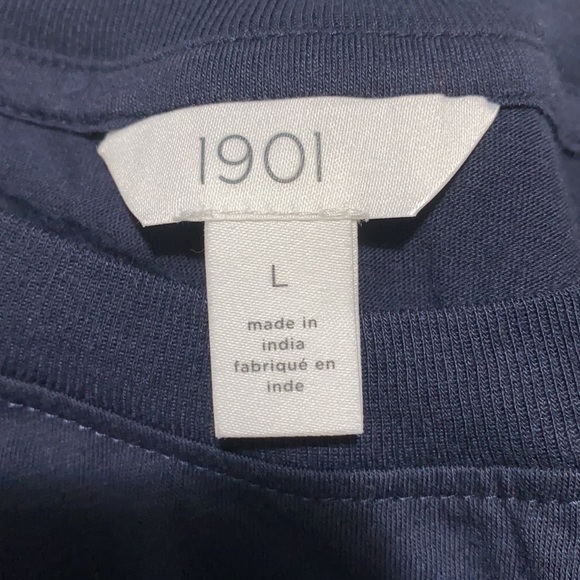 1901
L
made in
india
fabriqué en
inde